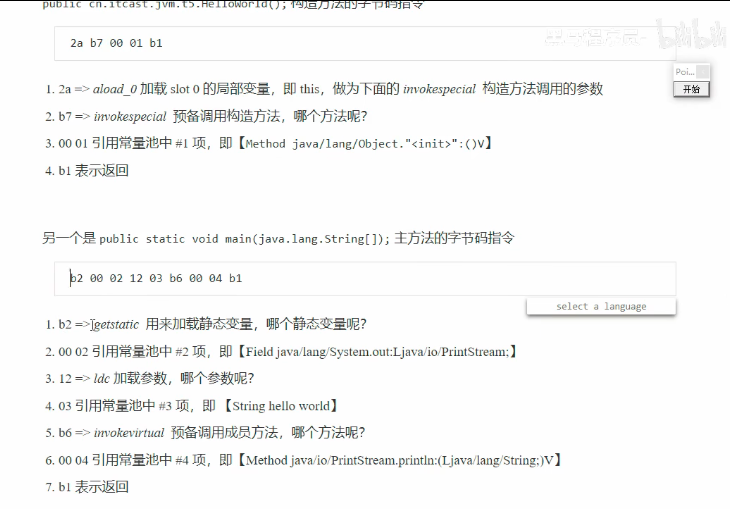 public cn.itcast.jvm.t5.HelloWorld(); 构造方法的字节码指令
2a b7 00 01 b1
Poi...
开始
1. 2a => aload_0 加载 slot 0 的局部变量，即 this，做为下面的 invokespecial 构造方法调用的参数
2. b7 => invokespecial 预备调用构造方法，哪个方法呢？
3. 00 01 引用常量池中 #1 项，即【Method java/lang/Object."<init>":()V】
4. b1 表示返回
另一个是 public static void main(java.lang.String[]); 主方法的字节码指令
b2 00 02 12 03 b6 00 04 b1
select a language
1. b2 => getstatic 用来加载静态变量，哪个静态变量呢？
2. 00 02 引用常量池中 #2 项，即【Field java/lang/System.out:Ljava/io/PrintStream;】
3. 12 => ldc 加载参数，哪个参数呢？
4. 03 引用常量池中 #3 项，即 【String hello world】
5. b6 => invokevirtual 预备调用成员方法，哪个方法呢？
6. 00 04 引用常量池中 #4 项，即【Method java/io/PrintStream.println:(Ljava/lang/String;)V】
7. b1 表示返回